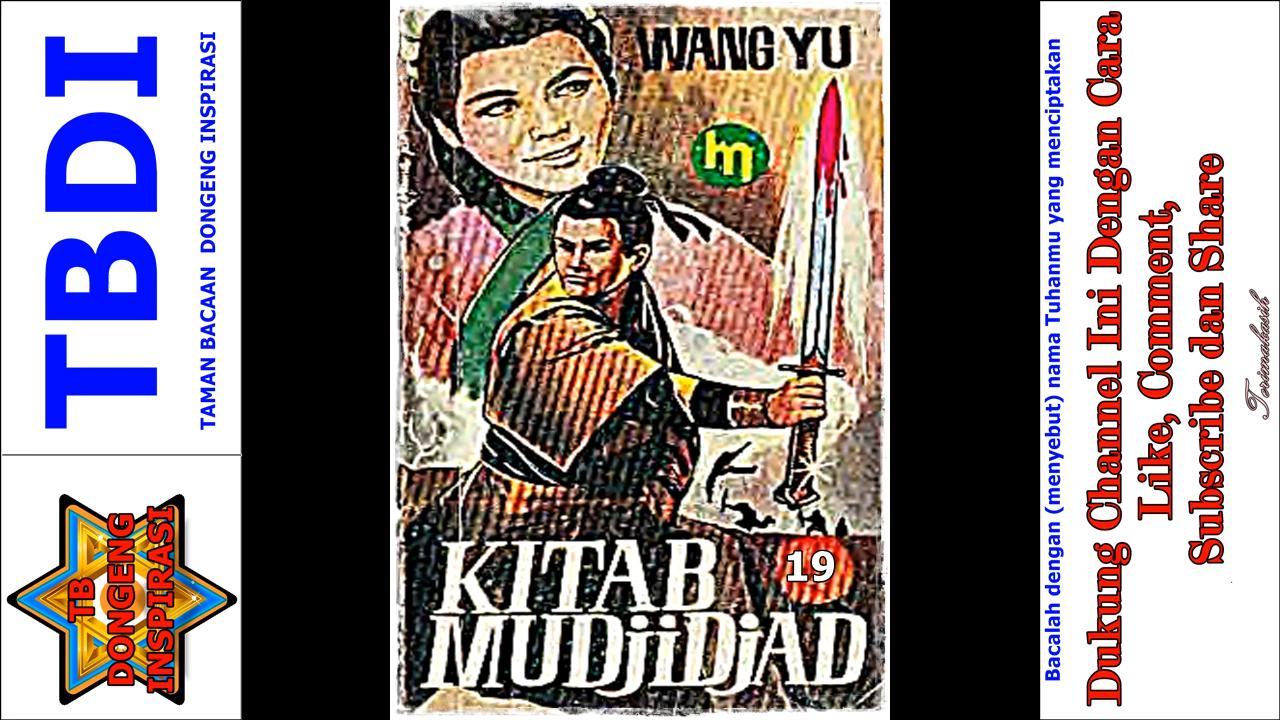 TBDI
TAMAN BACAAN DONGENG INSPIRASI
TB
DONGENG
INSPIRASI
WANG YU
hm
19
KITAB
MUDjiDjAD
Bacalah dengan (menyebut) nama Tuhanmu yang menciptakan
Dukung Channel Ini Dengan Cara
Like, Comment,
Subscribe dan Share
Terimakasih